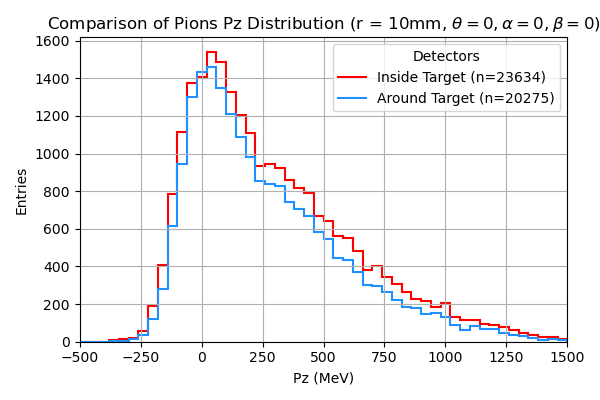 Comparison of Pions Pz Distribution (r = 10mm, θ = 0, α = 0, β = 0)
Detectors
Inside Target (n=23634)
Around Target (n=20275)
Entries
1600
1400
1200
1000
800
600
400
200
0
−500 −250 0 250 500 750 1000 1250 1500
Pz (MeV)